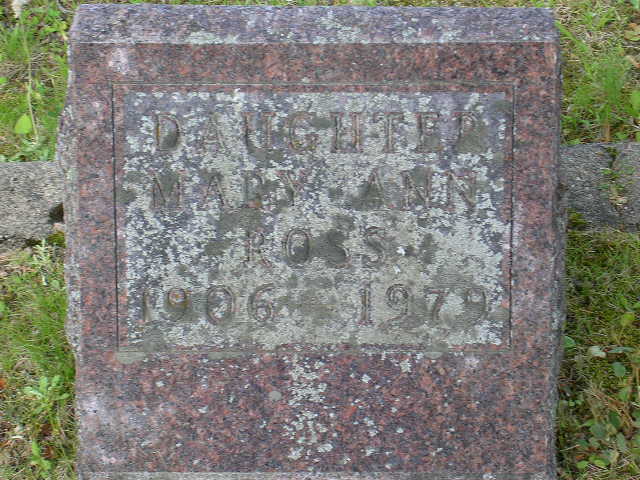 DAUGHTER
MARY ANN
ROSS
1906 - 1979